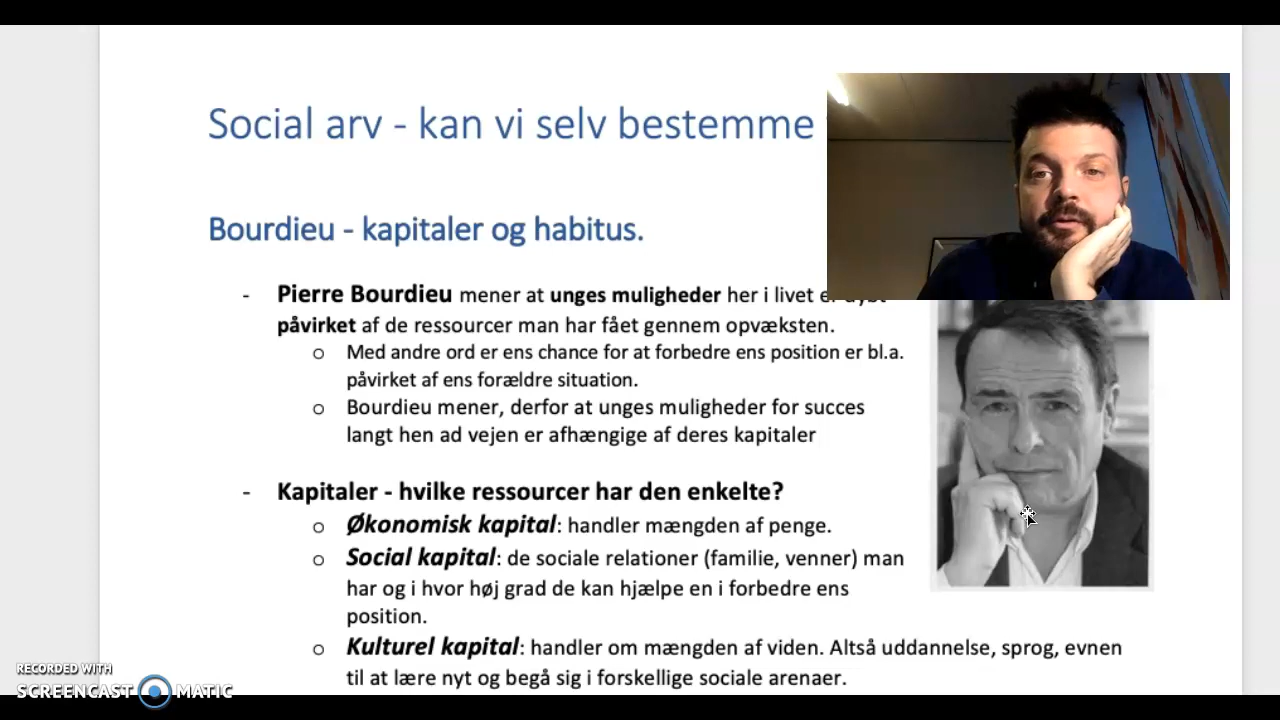 Social arv - kan vi selv bestemme
Bourdieu - kapitaler og habitus.
- Pierre Bourdieu mener at unges muligheder her i livet er dybt
påvirket af de ressourcer man har fået gennem opvæksten.
o Med andre ord er ens chance for at forbedre ens position er bl.a.
påvirket af ens forældre situation.
o Bourdieu mener, derfor at unges muligheder for succes
langt hen ad vejen er afhængige af deres kapitaler
- Kapitaler - hvilke ressourcer har den enkelte?
o Økonomisk kapital: handler mængden af penge.
o Social kapital: de sociale relationer (familie, venner) man
har og i hvor høj grad de kan hjælpe en i forbedre ens
position.
o Kulturel kapital: handler om mængden af viden. Altså uddannelse, sprog, evnen
til at lære nyt og begå sig i forskellige sociale arenaer.
RECORDED WITH
SCREENCAST MATIC